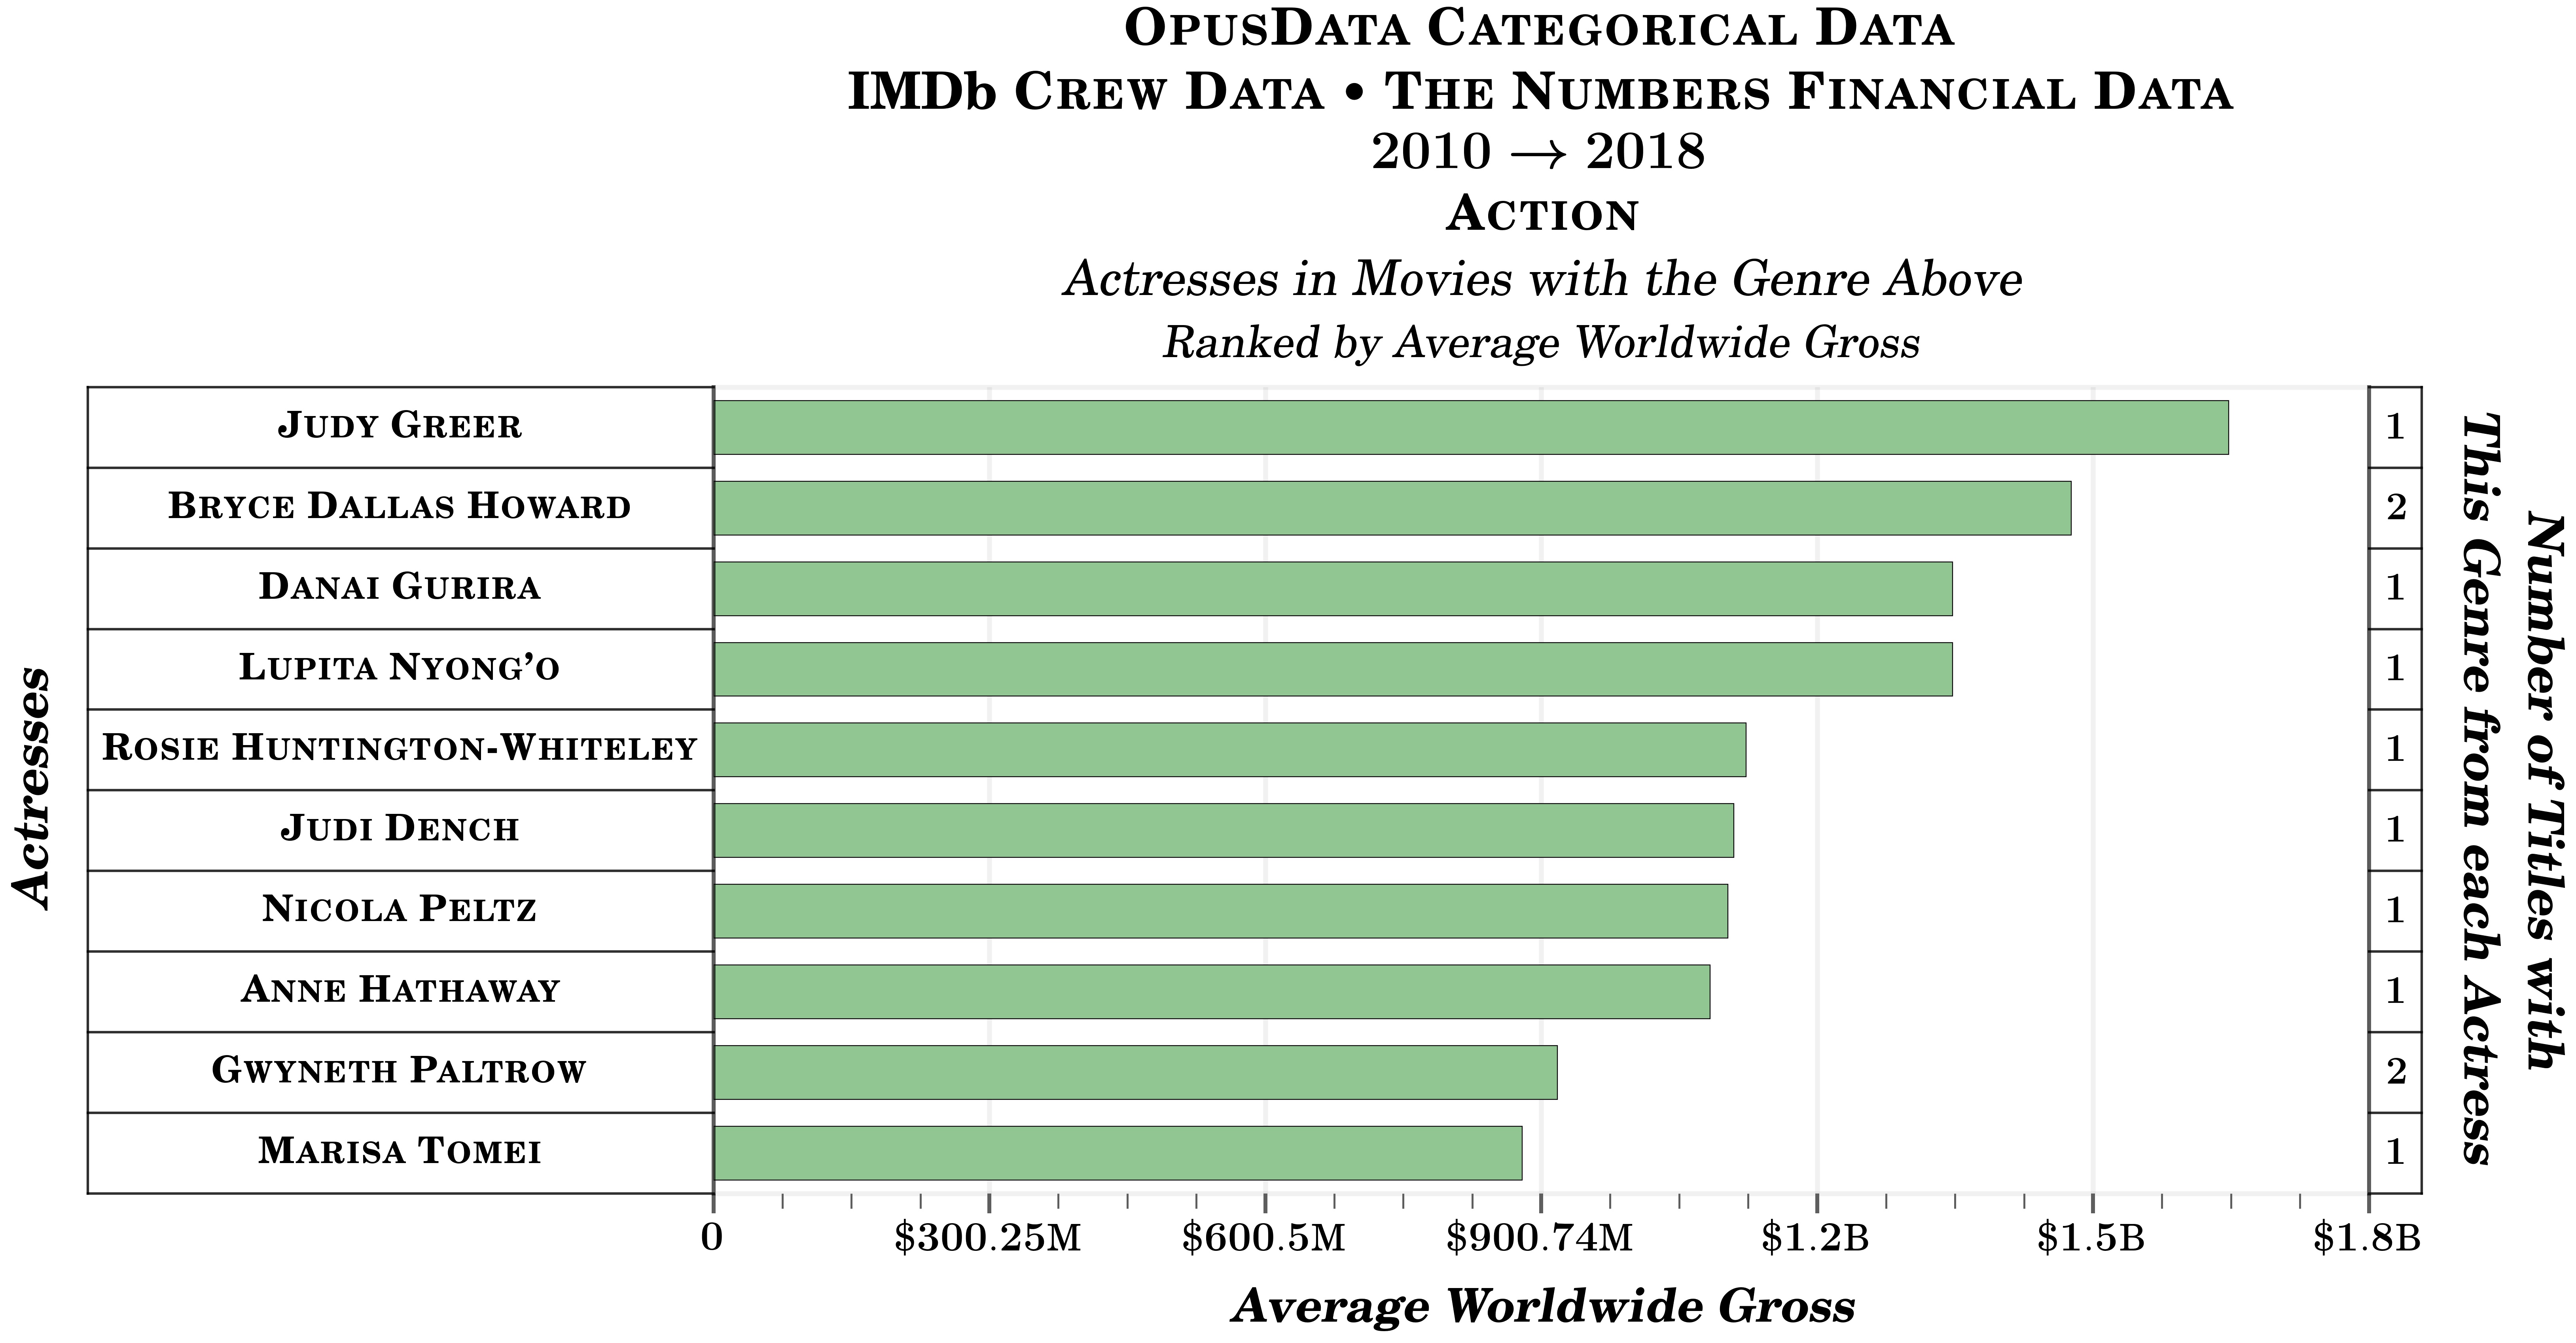 OpusData Categorical Data
IMDb Crew Data • The Numbers Financial Data
2010 → 2018
Action
Actresses in Movies with the Genre Above
Ranked by Average Worldwide Gross
Actresses
Judy Greer 1
Bryce Dallas Howard 2
Danai Gurira 1
Lupita Nyong’o 1
Rosie Huntington-Whiteley 1
Judi Dench 1
Nicola Peltz 1
Anne Hathaway 1
Gwyneth Paltrow 2
Marisa Tomei 1
Number of Titles with
This Genre from each Actress
0 $300.25M $600.5M $900.74M $1.2B $1.5B $1.8B
Average Worldwide Gross